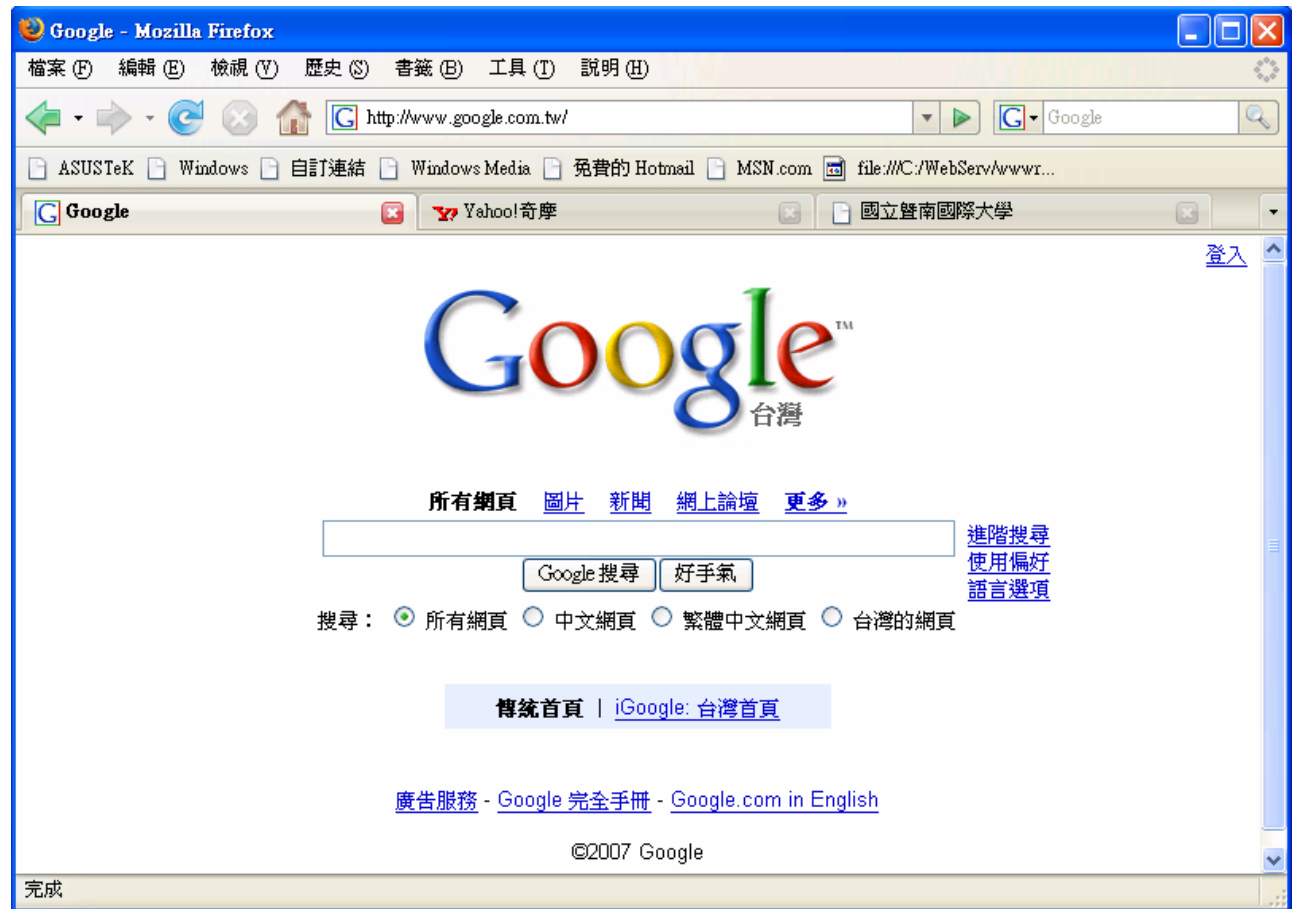 Google - Mozilla Firefox
檔案(F) 編輯(E) 檢視(V) 歷史(S) 書籤(B) 工具(T) 說明(H)
G http://www.google.com.tw/ G Google
ASUSTeK Windows 自訂連結 Windows Media 免費的 Hotmail MSN.com file:///C:/WebServ/wwwr...
G Google Y! Yahoo!奇摩 國立暨南國際大學
登入
Google™
台灣
所有網頁 圖片 新聞 網上論壇 更多 »
進階搜尋
Google 搜尋 好手氣 使用偏好
語言選項
搜尋： 所有網頁 中文網頁 繁體中文網頁 台灣的網頁
傳統首頁 | iGoogle: 台灣首頁
廣告服務 - Google 完全手冊 - Google.com in English
©2007 Google
完成